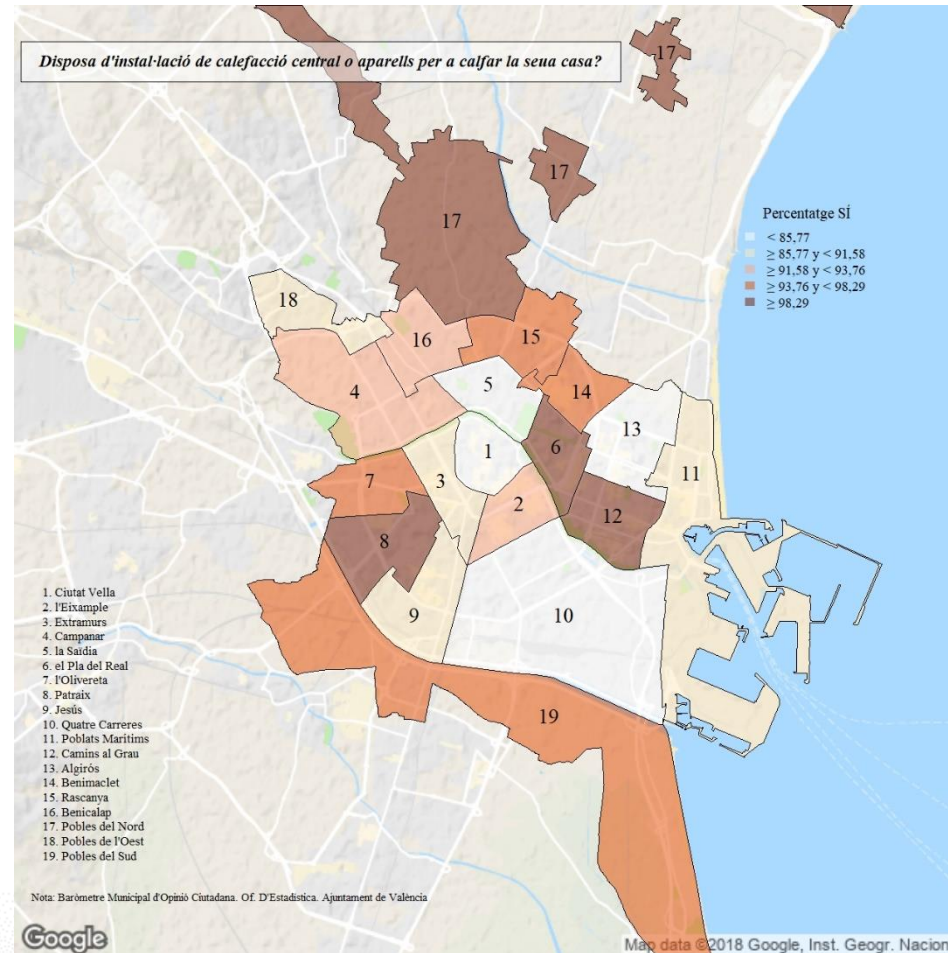 Disposa d'instal·lació de calefacció central o aparells per a calfar la seua casa?
17
17
17
Percentatge SÍ
< 85,77
≥ 85,77 y < 91,58
≥ 91,58 y < 93,76
≥ 93,76 y < 98,29
≥ 98,29
18
16
15
4
5
14
13
1
6
11
7
3
2
12
8
9
10
19
1. Ciutat Vella
2. l'Eixample
3. Extramurs
4. Campanar
5. la Saïdia
6. el Pla del Real
7. l'Olivereta
8. Patraix
9. Jesús
10. Quatre Carreres
11. Poblats Marítims
12. Camins al Grau
13. Algirós
14. Benimaclet
15. Rascanya
16. Benicalap
17. Pobles del Nord
18. Pobles de l'Oest
19. Pobles del Sud
Nota: Baròmetre Municipal d'Opinió Ciutadana. Of. D'Estadística. Ajuntament de València
Google
Map data ©2018 Google, Inst. Geogr. Nacion